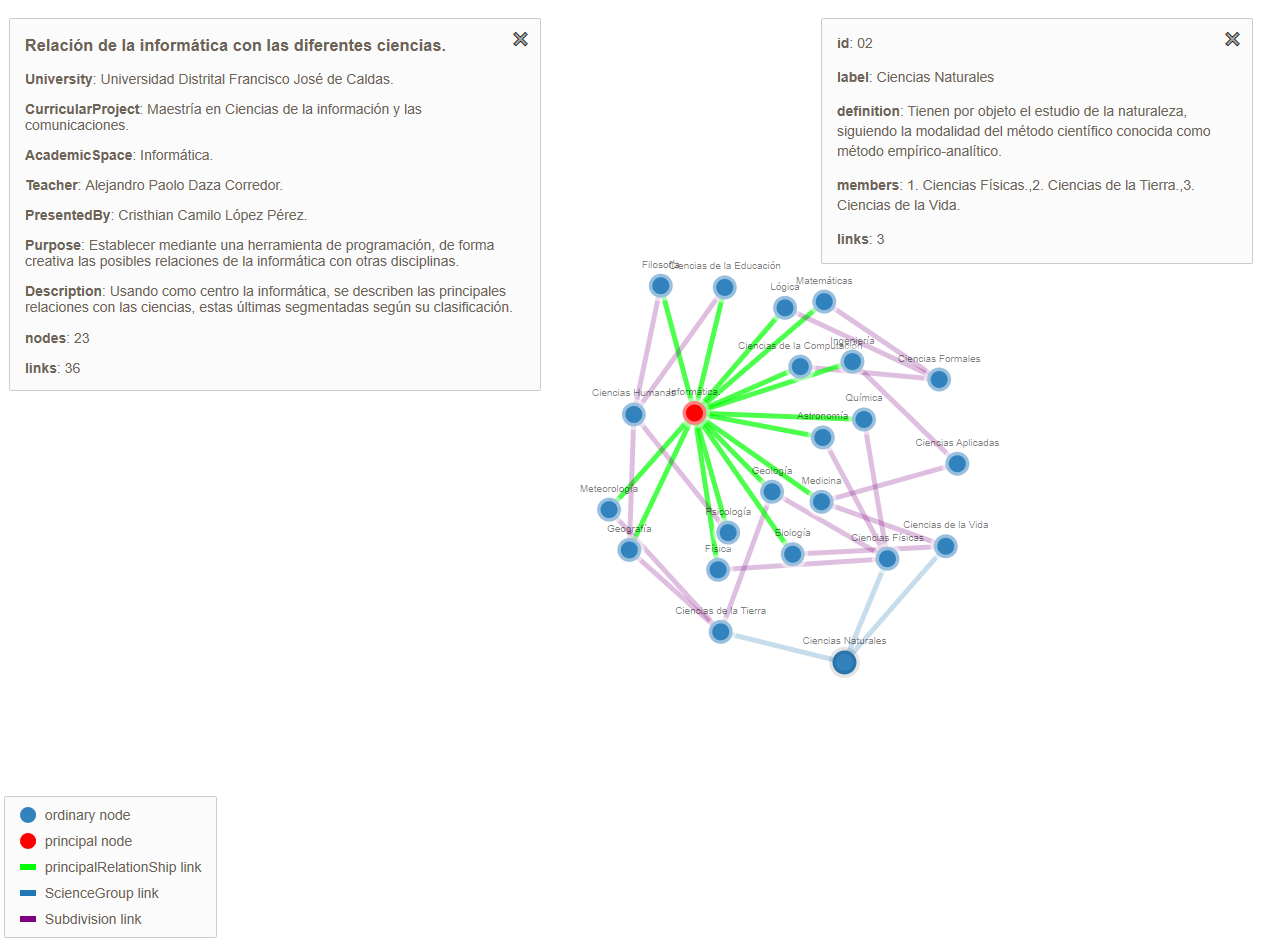 Relación de la informática con las diferentes ciencias.
University: Universidad Distrital Francisco José de Caldas.
CurricularProject: Maestría en Ciencias de la información y las
comunicaciones.
AcademicSpace: Informática.
Teacher: Alejandro Paolo Daza Corredor.
PresentedBy: Cristhian Camilo López Pérez.
Purpose: Establecer mediante una herramienta de programación, de forma
creativa las posibles relaciones de la informática con otras disciplinas.
Description: Usando como centro la informática, se describen las principales
relaciones con las ciencias, estas últimas segmentadas según su clasificación.
nodes: 23
links: 36
id: 02
label: Ciencias Naturales
definition: Tienen por objeto el estudio de la naturaleza,
siguiendo la modalidad del método científico conocida como
método empírico-analítico.
members: 1. Ciencias Físicas.,2. Ciencias de la Tierra.,3.
Ciencias de la Vida.
links: 3
Filosofía
Ciencias de la Educación
Lógica
Matemáticas
Ciencias de la Computación
Ingeniería
Ciencias Formales
Ciencias Humanas
Informática.
Química
Astronomía
Ciencias Aplicadas
Geología
Medicina
Meteorología
Psicología
Geografía
Ciencias de la Vida
Biología
Ciencias Físicas
Física
Ciencias de la Tierra
Ciencias Naturales
ordinary node
principal node
principalRelationShip link
ScienceGroup link
Subdivision link